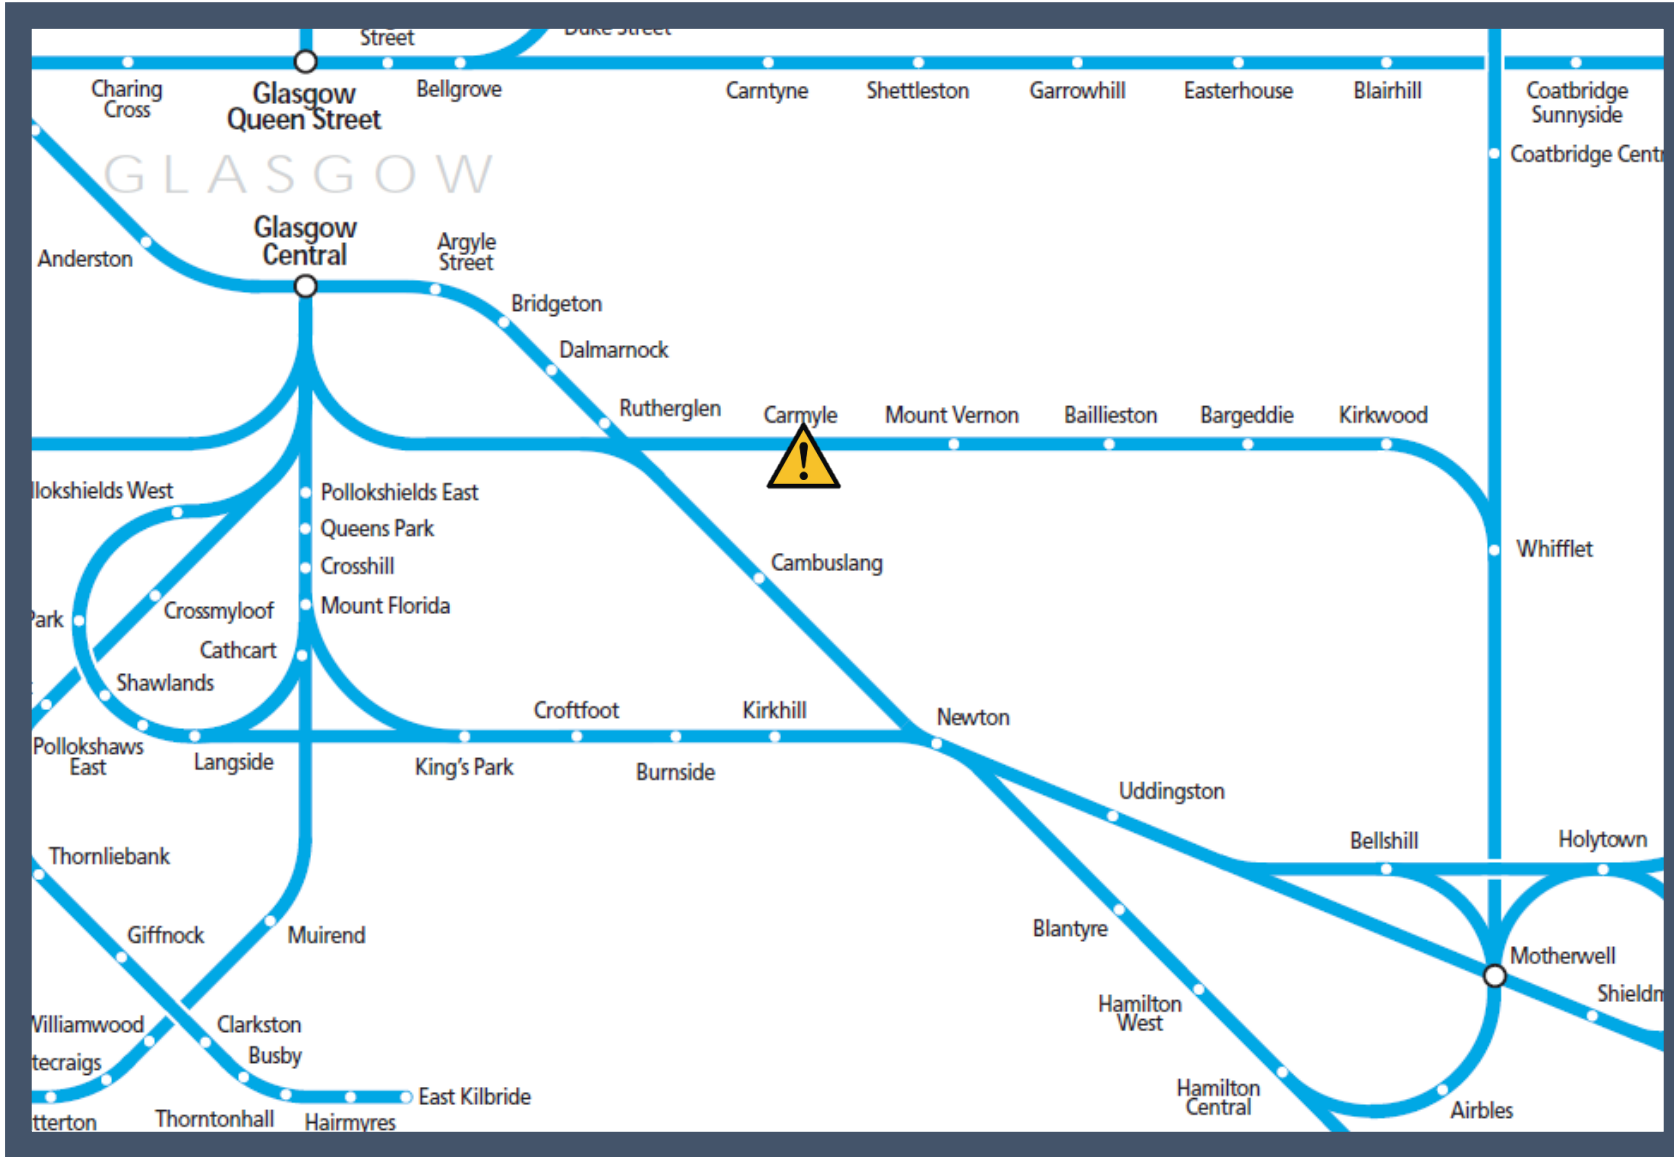 Street
Duke Street
Charing
Cross
Glasgow
Queen Street
Bellgrove
Carntyne
Shettleston
Garrowhill
Easterhouse
Blairhill
Coatbridge
Sunnyside
Coatbridge Centr
GLASGOW
Anderston
Glasgow
Central
Argyle
Street
Bridgeton
Dalmarnock
Rutherglen
Carmyle
Mount Vernon
Baillieston
Bargeddie
Kirkwood
llokshields West
Pollokshields East
Queens Park
Crosshill
Mount Florida
Whifflet
Cambuslang
Park
Crossmyloof
Cathcart
Shawlands
Pollokshaws
East
Langside
King's Park
Croftfoot
Burnside
Kirkhill
Newton
Uddingston
Bellshill
Holytown
Thornliebank
Giffnock
Muirend
Blantyre
Motherwell
Shieldm
Hamilton
West
Williamwood
Clarkston
tecraigs
Busby
Hamilton
Central
Airbles
tterton
Thorntonhall
Hairmyres
East Kilbride